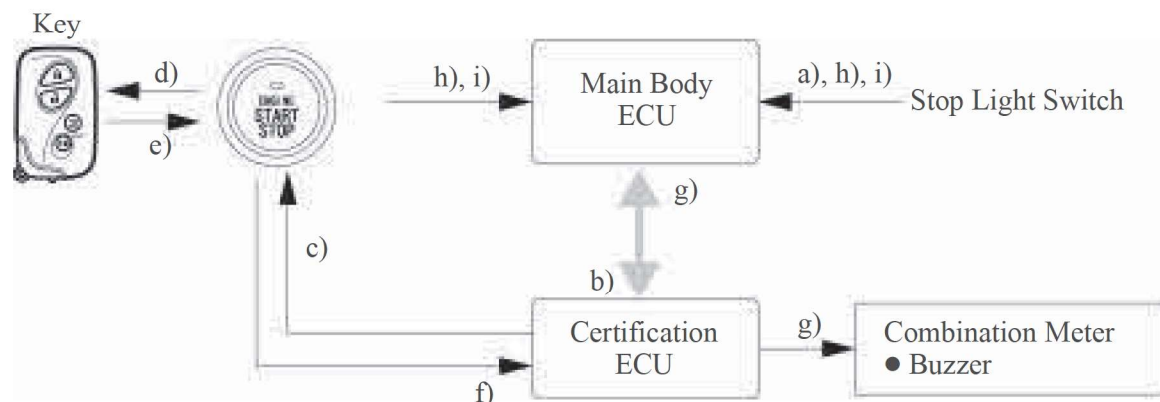 Key
d)
e)
ENGINE
START
STOP
h), i)
Main Body
ECU
a), h), i)
Stop Light Switch
c)
g)
b)
f)
Certification
ECU
g)
Combination Meter
● Buzzer